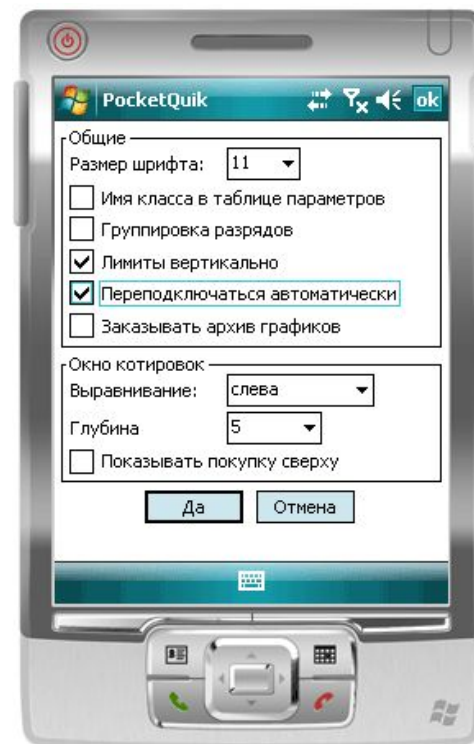 PocketQuik ok
Общие
Размер шрифта: 11
Имя класса в таблице параметров
Группировка разрядов
Лимиты вертикально
Переподключаться автоматически
Заказывать архив графиков
Окно котировок
Выравнивание: слева
Глубина 5
Показывать покупку сверху
Да Отмена